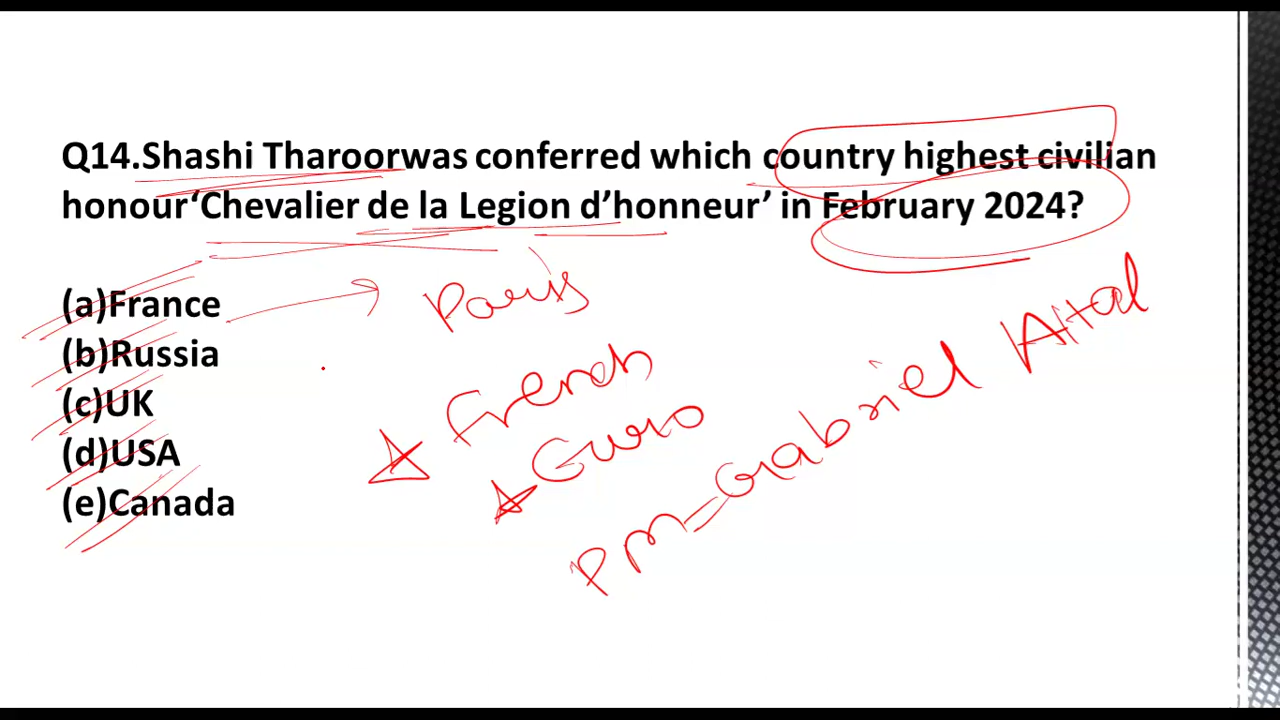 Q14.Shashi Tharoorwas conferred which country highest civilian
honour‘Chevalier de la Legion d’honneur’ in February 2024?
(a)France
Paris
(b)Russia
French
(c)UK
Euro
(d)USA
(e)Canada
PM=Gabriel Attal